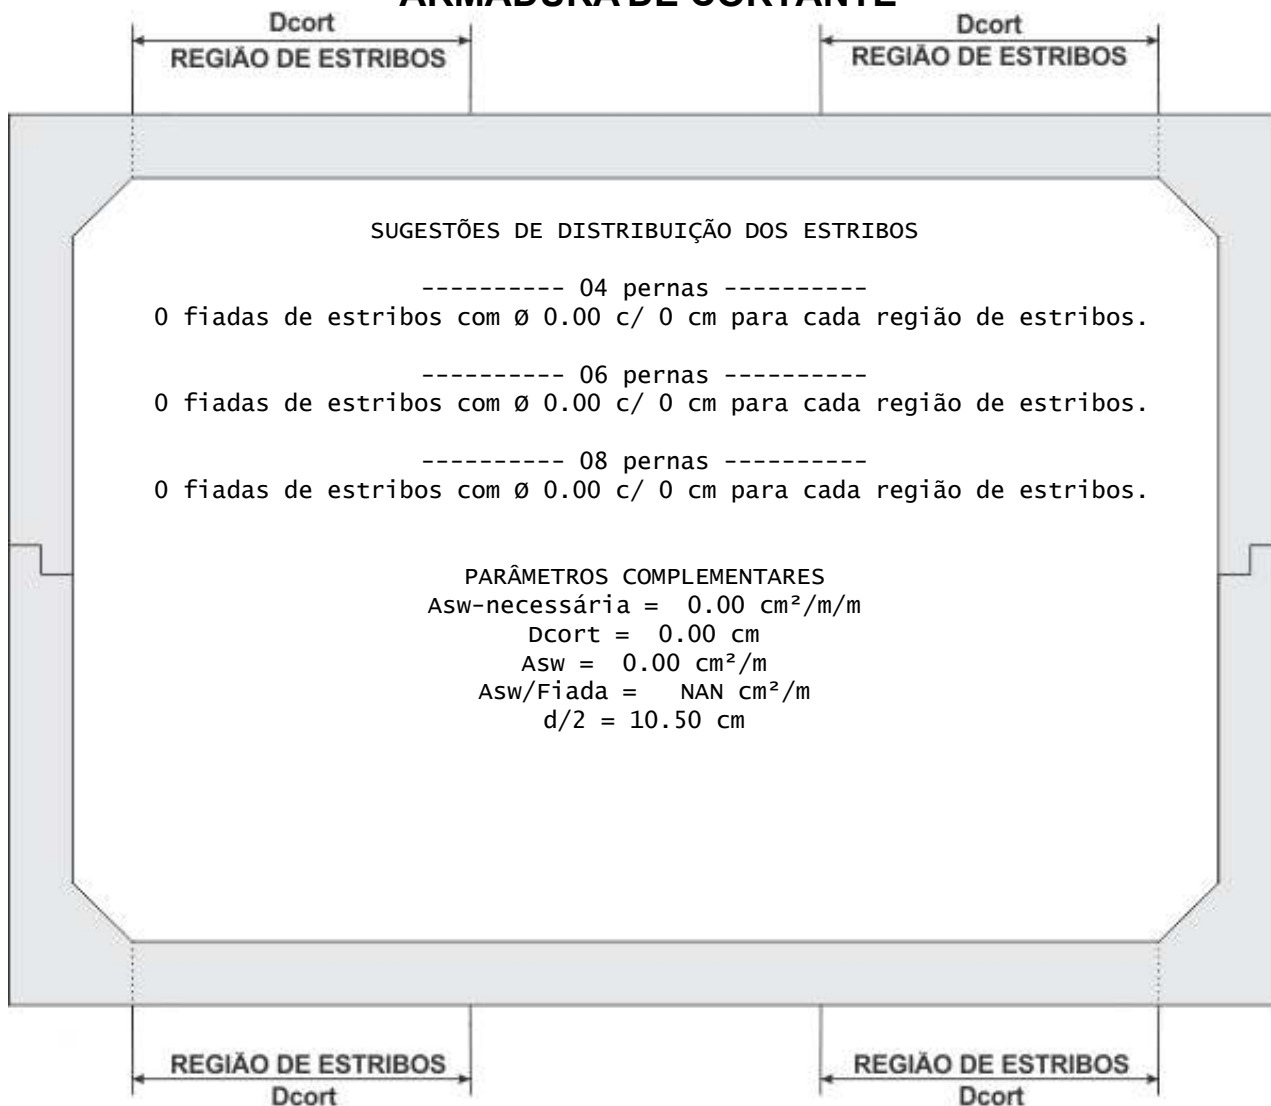 ARMADURA DE CORTANTE
Dcort
Dcort
REGIÃO DE ESTRIBOS
REGIÃO DE ESTRIBOS
SUGESTÕES DE DISTRIBUIÇÃO DOS ESTRIBOS
---------- 04 pernas ----------
0 fiadas de estribos com Ø 0.00 c/ 0 cm para cada região de estribos.
---------- 06 pernas ----------
0 fiadas de estribos com Ø 0.00 c/ 0 cm para cada região de estribos.
---------- 08 pernas ----------
0 fiadas de estribos com Ø 0.00 c/ 0 cm para cada região de estribos.
PARÂMETROS COMPLEMENTARES
Asw-necessária = 0.00 cm²/m/m
Dcort = 0.00 cm
Asw = 0.00 cm²/m
Asw/Fiada = NAN cm²/m
d/2 = 10.50 cm
REGIÃO DE ESTRIBOS
REGIÃO DE ESTRIBOS
Dcort
Dcort